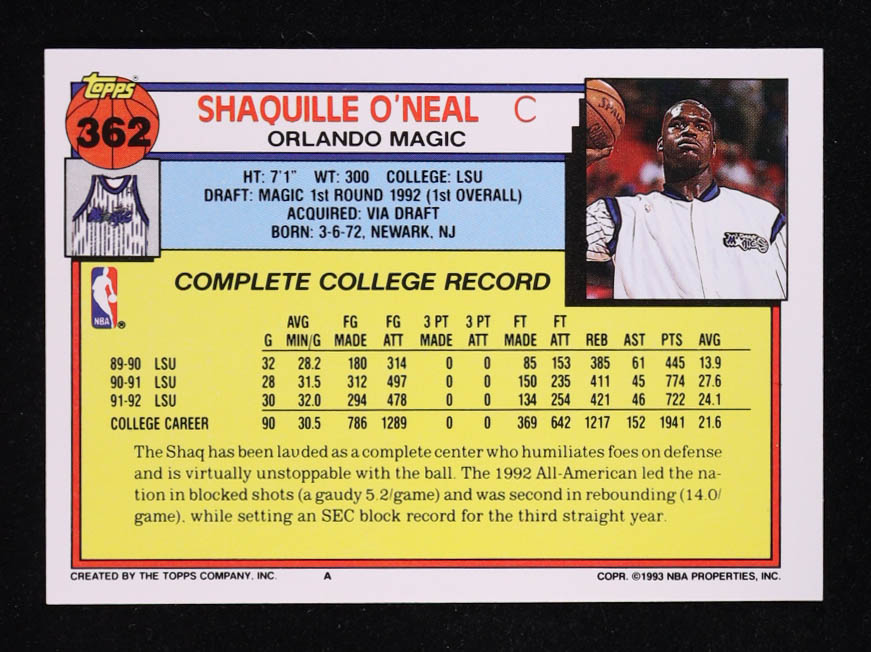 Topps
362
SHAQUILLE O'NEAL C
ORLANDO MAGIC
HT: 7'1" WT: 300 COLLEGE: LSU
DRAFT: MAGIC 1st ROUND 1992 (1st OVERALL)
ACQUIRED: VIA DRAFT
BORN: 3-6-72, NEWARK, NJ
SPALDING
Magic
Magic
NBA ®
COMPLETE COLLEGE RECORD
AVG FG FG 3 PT 3 PT FT FT
G MIN/G MADE ATT MADE ATT MADE ATT REB AST PTS AVG
89-90 LSU 32 28.2 180 314 0 0 85 153 385 61 445 13.9
90-91 LSU 28 31.5 312 497 0 0 150 235 411 45 774 27.6
91-92 LSU 30 32.0 294 478 0 0 134 254 421 46 722 24.1
COLLEGE CAREER 90 30.5 786 1289 0 0 369 642 1217 152 1941 21.6
The Shaq has been lauded as a complete center who humiliates foes on defense
and is virtually unstoppable with the ball. The 1992 All-American led the na-
tion in blocked shots (a gaudy 5.2/game) and was second in rebounding (14.0/
game), while setting an SEC block record for the third straight year.
CREATED BY THE TOPPS COMPANY, INC. A COPR. ©1993 NBA PROPERTIES, INC.